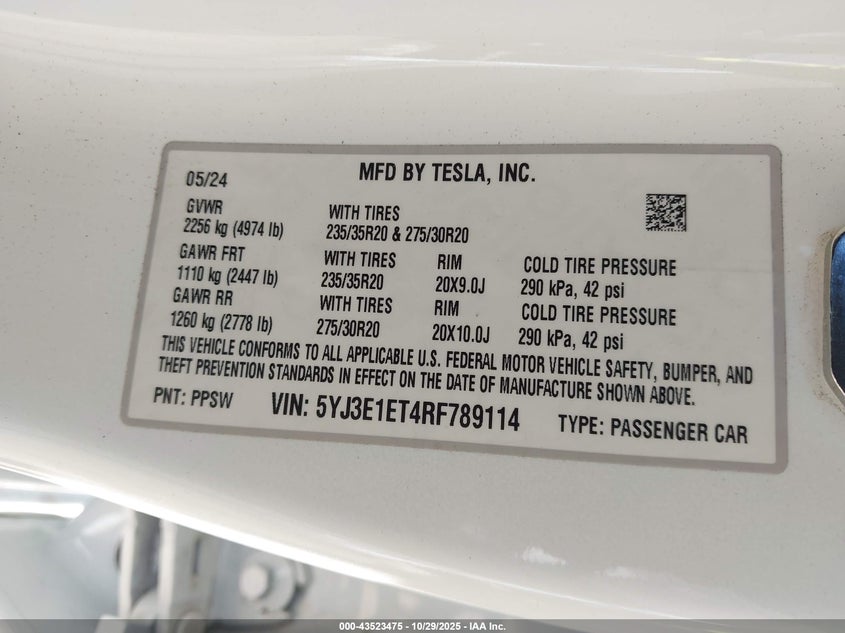 MFD BY TESLA, INC.
05/24
GVWR
2256 kg (4974 lb)
WITH TIRES
235/35R20 & 275/30R20
GAWR FRT
1110 kg (2447 lb)
WITH TIRES
235/35R20
RIM
20X9.0J
COLD TIRE PRESSURE
290 kPa, 42 psi
GAWR RR
1260 kg (2778 lb)
WITH TIRES
275/30R20
RIM
20X10.0J
COLD TIRE PRESSURE
290 kPa, 42 psi
THIS VEHICLE CONFORMS TO ALL APPLICABLE U.S. FEDERAL MOTOR VEHICLE SAFETY, BUMPER, AND
THEFT PREVENTION STANDARDS IN EFFECT ON THE DATE OF MANUFACTURE SHOWN ABOVE.
PNT: PPSW
VIN: 5YJ3E1ET4RF789114
TYPE: PASSENGER CAR
000-43523475 - 10/29/2025 - IAA Inc.